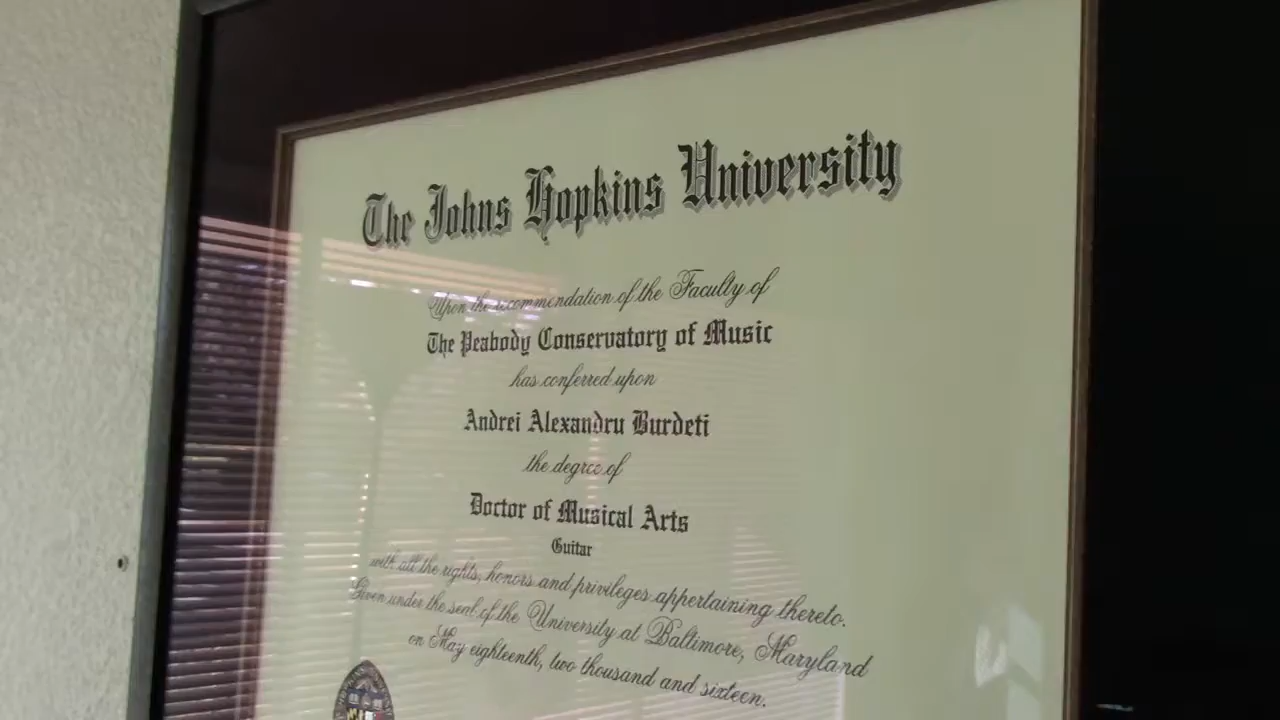 The Johns Hopkins University
Upon the recommendation of the Faculty of
The Peabody Conservatory of Music
has conferred upon
Andrei Alexandru Burdeti
the degree of
Doctor of Musical Arts
Guitar
with all the rights, honors and privileges appertaining thereto.
Given under the seal of the University at Baltimore, Maryland
on May eighteenth, two thousand and sixteen.